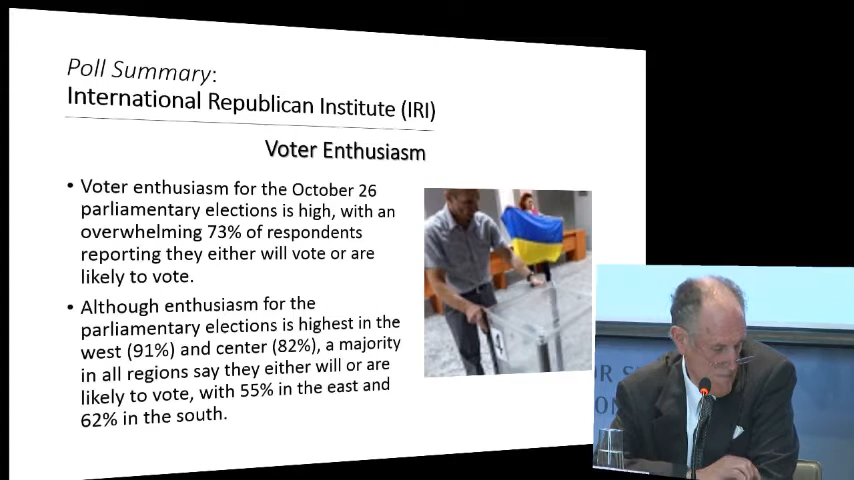 Poll Summary:
International Republican Institute (IRI)
Voter Enthusiasm
• Voter enthusiasm for the October 26
parliamentary elections is high, with an
overwhelming 73% of respondents
reporting they either will vote or are
likely to vote.
• Although enthusiasm for the
parliamentary elections is highest in the
west (91%) and center (82%), a majority
in all regions say they either will or are
likely to vote, with 55% in the east and
62% in the south.